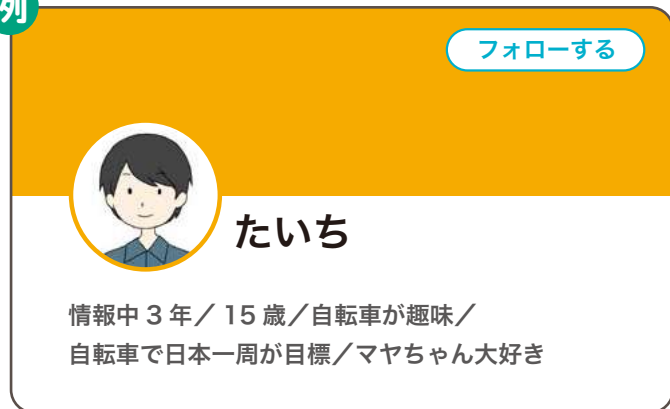 例
フォローする
たいち
情報中 3 年／ 15 歳／自転車が趣味／
自転車で日本一周が目標／マヤちゃん大好き